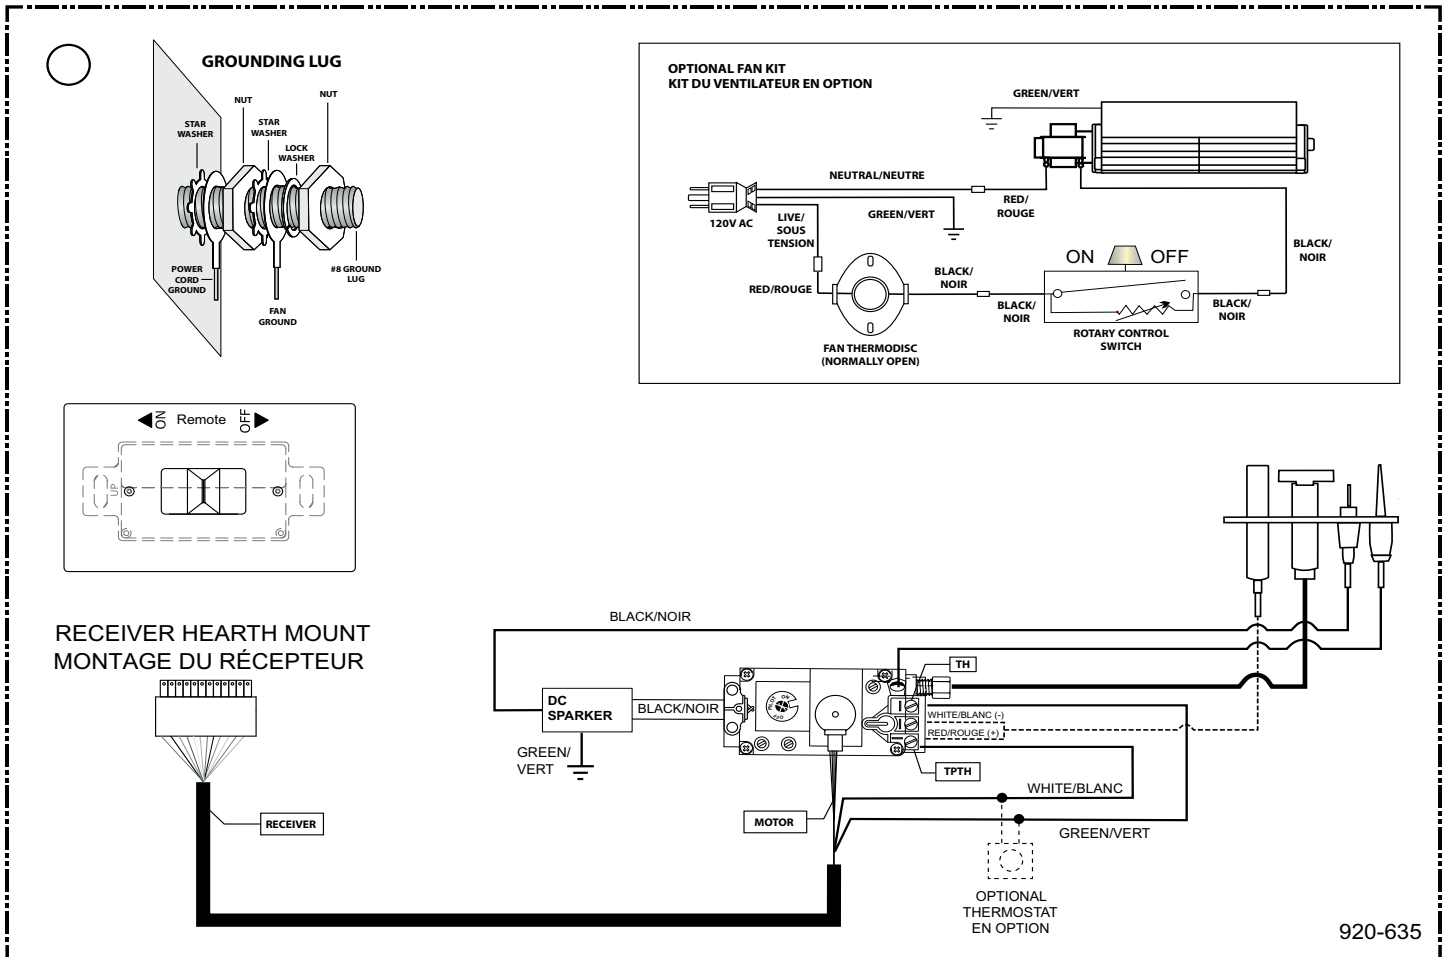 GROUNDING LUG
NUT
NUT
STAR
WASHER
STAR
WASHER
LOCK
WASHER
POWER
CORD
GROUND
#8 GROUND
LUG
FAN
GROUND
OPTIONAL FAN KIT
KIT DU VENTILATEUR EN OPTION
GREEN/VERT
NEUTRAL/NEUTRE
RED/
ROUGE
120V AC
LIVE/
SOUS
TENSION
GREEN/VERT
RED/ROUGE
BLACK/
NOIR
BLACK/
NOIR
ON
OFF
BLACK/
NOIR
BLACK/
NOIR
FAN THERMODISC
(NORMALLY OPEN)
ROTARY CONTROL
SWITCH
ON
Remote
OFF
UP
RECEIVER HEARTH MOUNT
MONTAGE DU RÉCEPTEUR
RECEIVER
BLACK/NOIR
DC
SPARKER
BLACK/NOIR
GREEN/
VERT
ON
PILOT
OFF
TH
WHITE/BLANC (-)
RED/ROUGE (+)
TPTH
MOTOR
WHITE/BLANC
GREEN/VERT
OPTIONAL
THERMOSTAT
EN OPTION
920-635